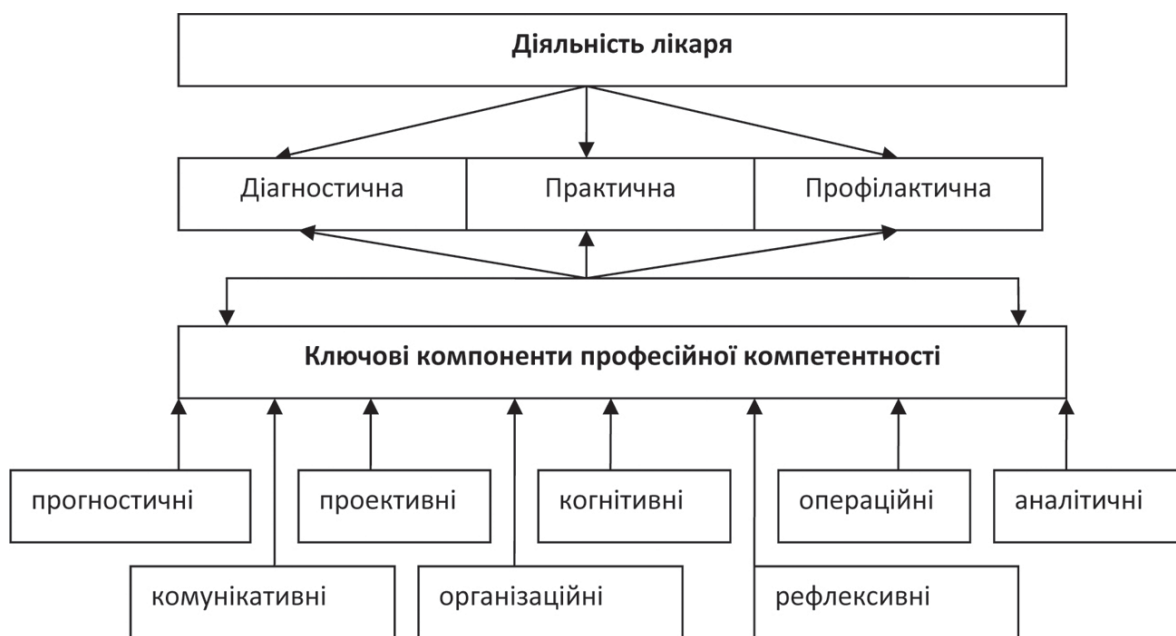 Діяльність лікаря
Діагностична
Практична
Профілактична
Ключові компоненти професійної компетентності
прогностичні
проективні
когнітивні
операційні
аналітичні
комунікативні
організаційні
рефлексивні